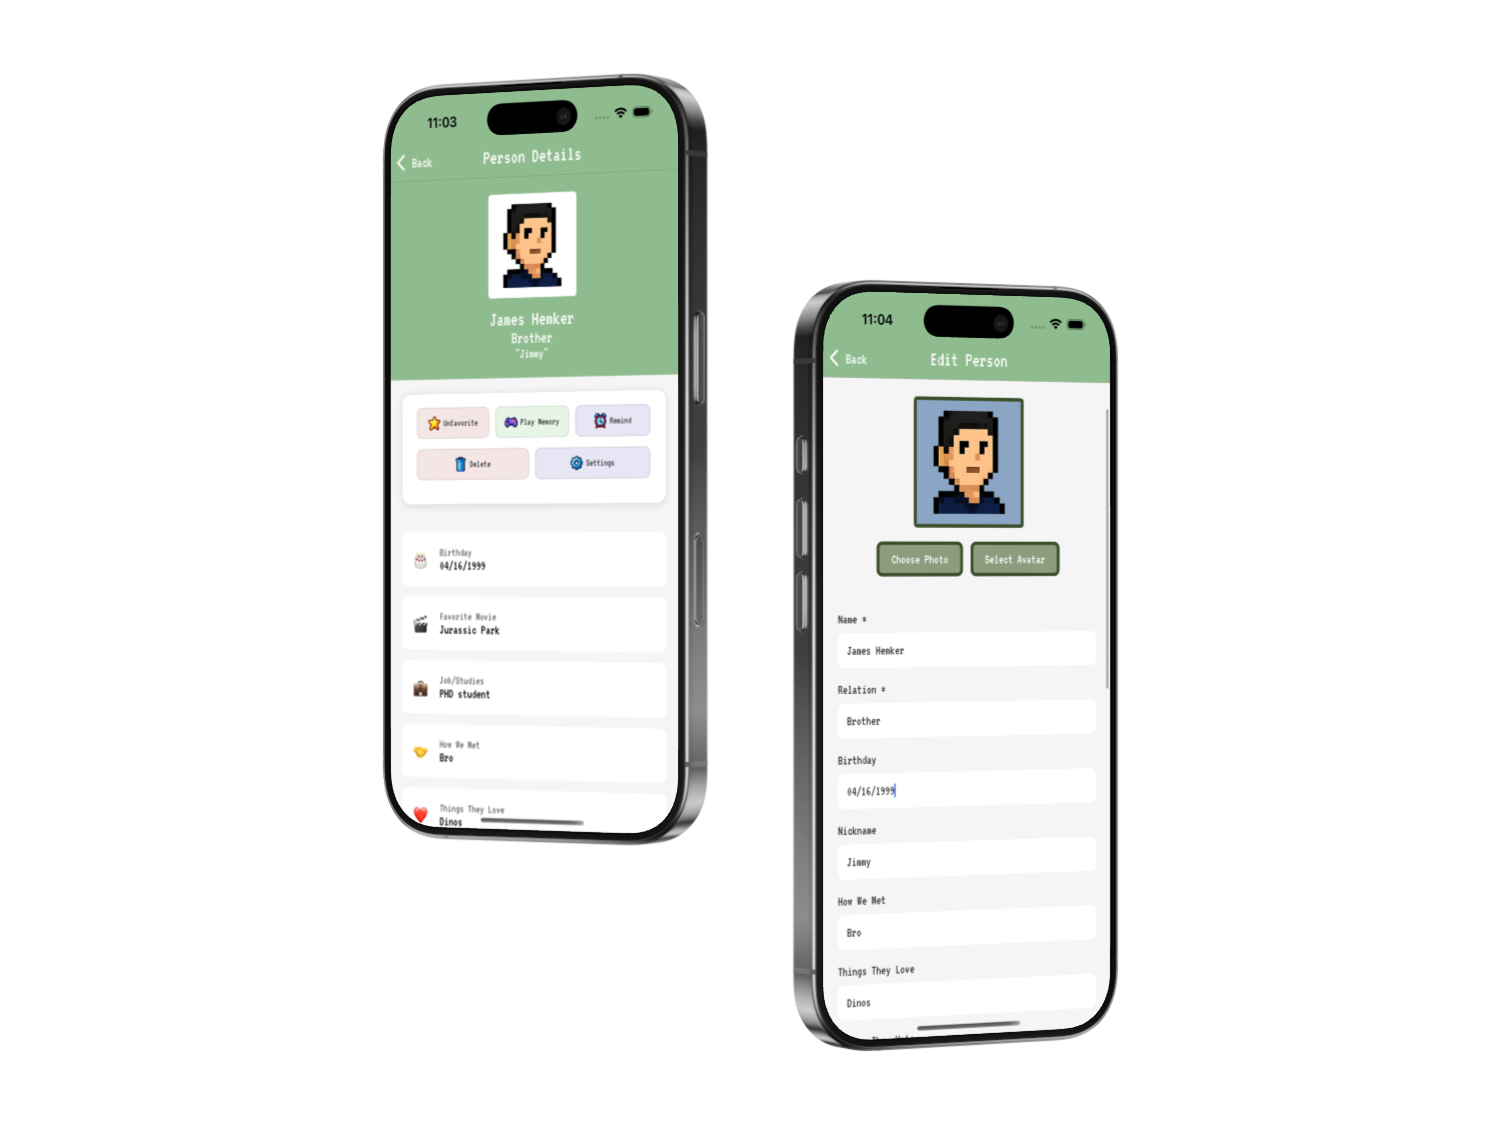 11:03
Back
Person Details
James Hemker
Brother
"Jimmy"
Unfavorite
Play Memory
Remind
Delete
Settings
Birthday
04/16/1999
Favorite Movie
Jurassic Park
Job/Studies
PHD student
How We Met
Bro
Things They Love
Dinos
11:04
Back
Edit Person
Choose Photo
Select Avatar
Name *
James Hemker
Relation *
Brother
Birthday
04/16/1999
Nickname
Jimmy
How We Met
Bro
Things They Love
Dinos